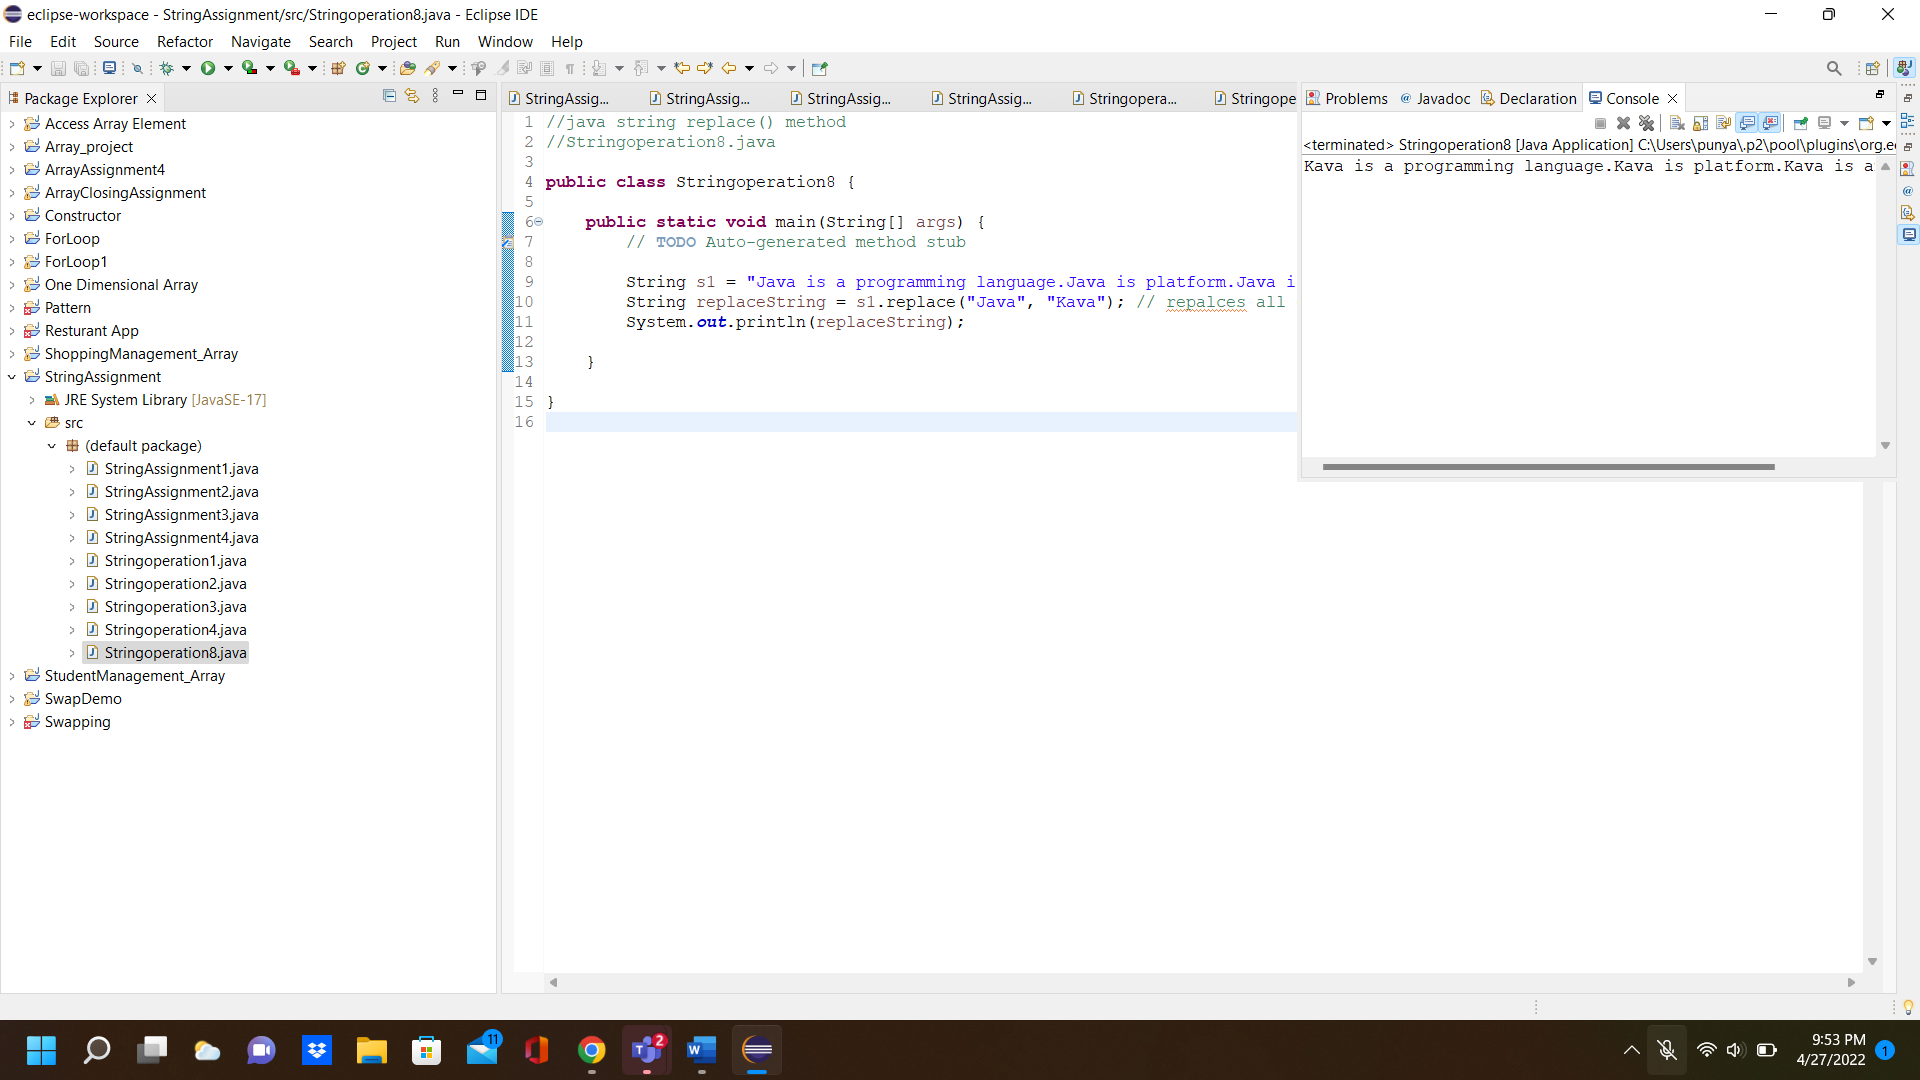 eclipse-workspace - StringAssignment/src/Stringoperation8.java - Eclipse IDE
File Edit Source Refactor Navigate Search Project Run Window Help
Package Explorer
Access Array Element
Array_project
ArrayAssignment4
ArrayClosingAssignment
Constructor
ForLoop
ForLoop1
One Dimensional Array
Pattern
Resturant App
ShoppingManagement_Array
StringAssignment
JRE System Library [JavaSE-17]
src
(default package)
StringAssignment1.java
StringAssignment2.java
StringAssignment3.java
StringAssignment4.java
Stringoperation1.java
Stringoperation2.java
Stringoperation3.java
Stringoperation4.java
Stringoperation8.java
StudentManagement_Array
SwapDemo
Swapping
StringAssig... StringAssig... StringAssig... StringAssig... Stringopera... Stringope
1 //java string replace() method
2 //Stringoperation8.java
3
4 public class Stringoperation8 {
5
6 public static void main(String[] args) {
7 // TODO Auto-generated method stub
8
9 String s1 = "Java is a programming language.Java is platform.Java i
10 String replaceString = s1.replace("Java", "Kava"); // repalces all
11 System.out.println(replaceString);
12
13 }
14
15 }
16
Problems Javadoc Declaration Console
<terminated> Stringoperation8 [Java Application] C:\Users\punya\.p2\pool\plugins\org.e
Kava is a programming language.Kava is platform.Kava is a
11
2
9:53 PM
4/27/2022
1